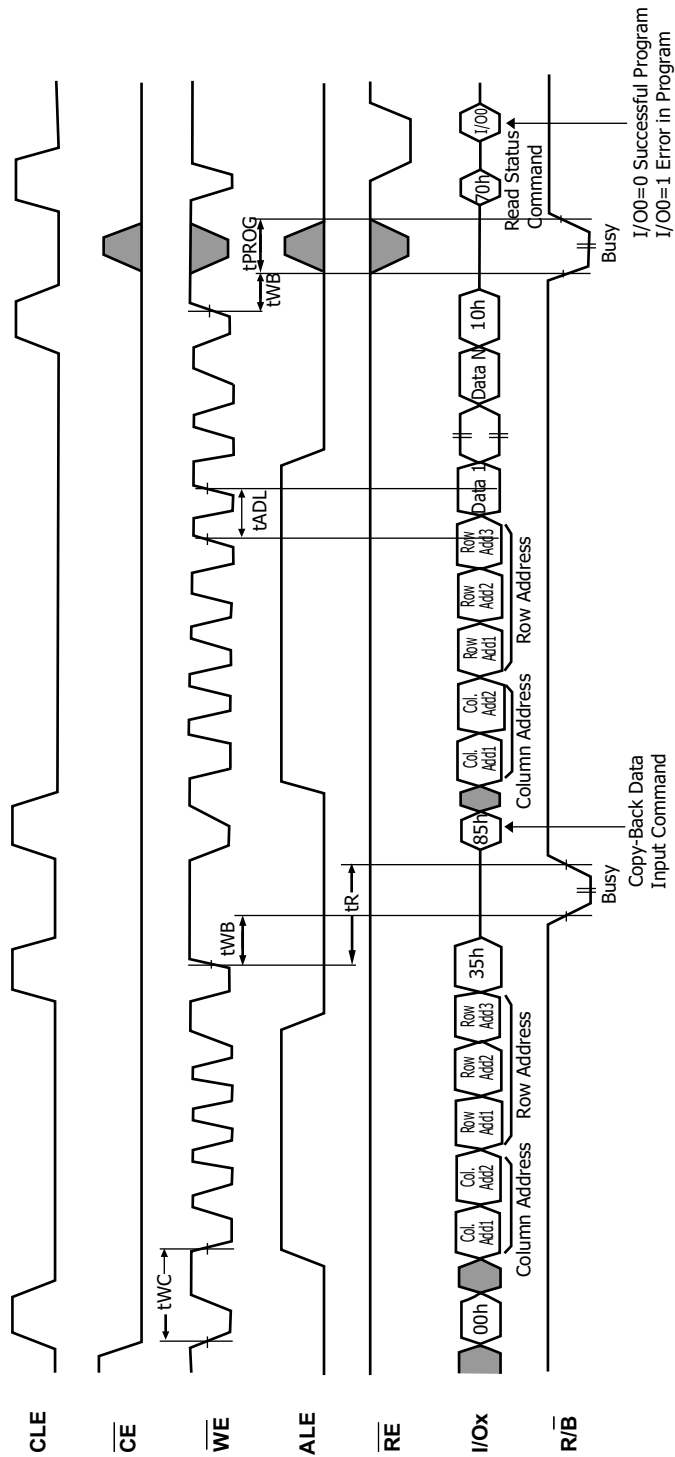 CLE
CE
WE
ALE
RE
I/Ox
R/B
tWC
tWB
tR
tADL
tWB
tPROG
00h
Col. Add1
Col. Add2
Row Add1
Row Add2
Row Add3
35h
85h
Col. Add1
Col. Add2
Row Add1
Row Add2
Row Add3
Data 1
Data N
10h
70h
I/O0
Column Address
Row Address
Column Address
Row Address
Read Status
Command
Busy
Busy
Copy-Back Data
Input Command
I/O0=0 Successful Program
I/O0=1 Error in Program